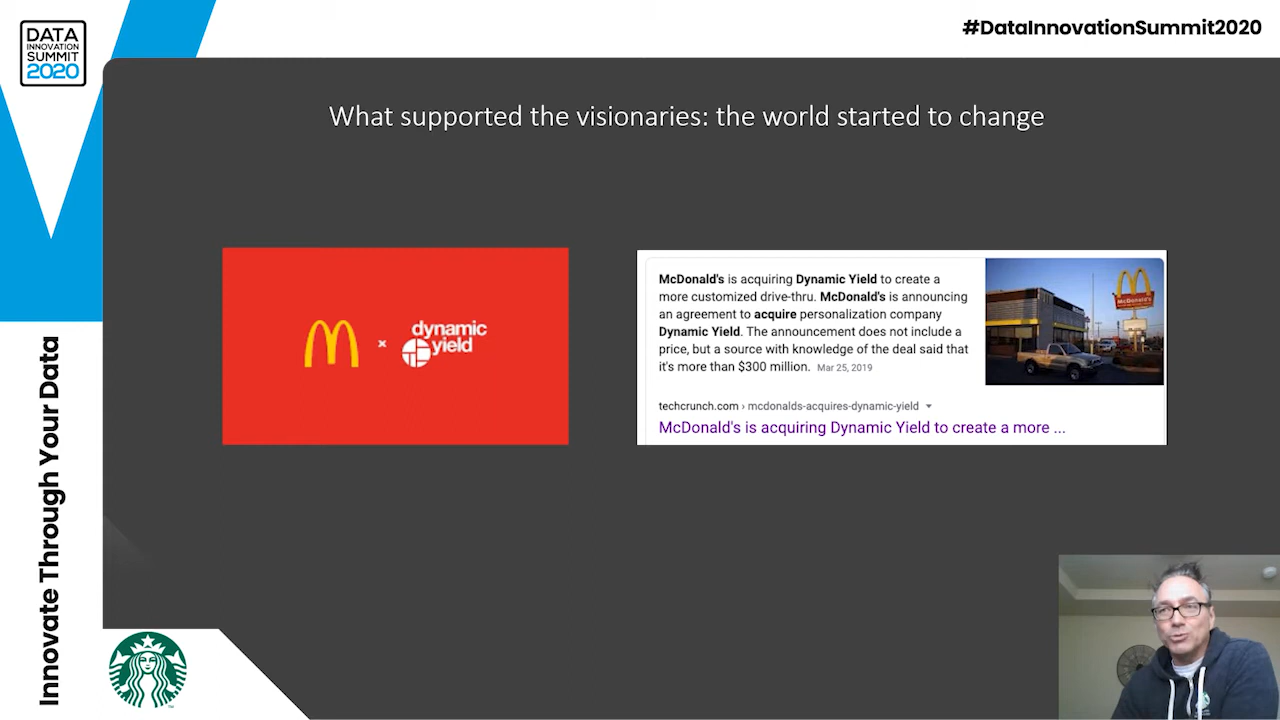 DATA
INNOVATION
SUMMIT
2020
#DataInnovationSummit2020
What supported the visionaries: the world started to change
dynamic
yield
×
McDonald's is acquiring Dynamic Yield to create a
more customized drive-thru. McDonald's is announcing
an agreement to acquire personalization company
Dynamic Yield. The announcement does not include a
price, but a source with knowledge of the deal said that
it's more than $300 million. Mar 25, 2019
McDonald's
techcrunch.com › mcdonalds-acquires-dynamic-yield
McDonald's is acquiring Dynamic Yield to create a more ...
Innovate Through Your Data
TM